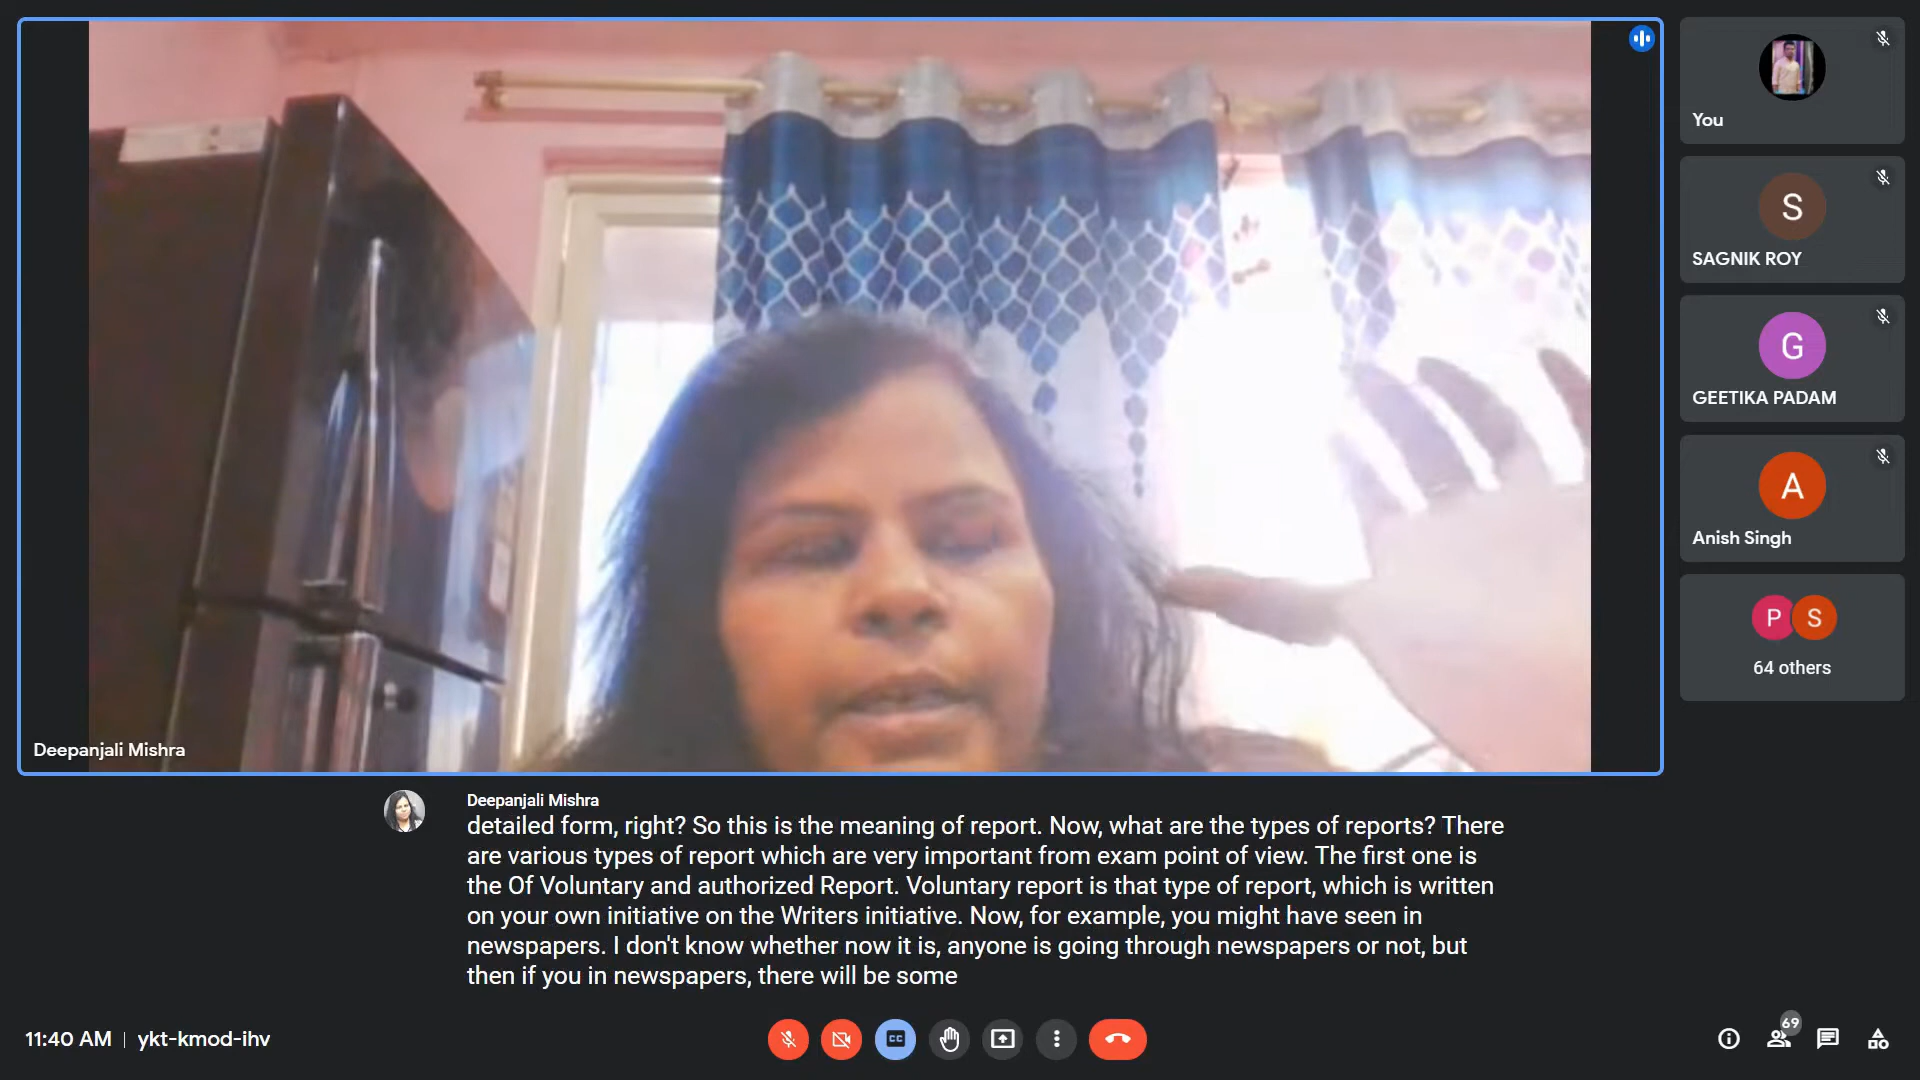 You
S
SAGNIK ROY
G
GEETIKA PADAM
A
Anish Singh
P S
64 others
Deepanjali Mishra
Deepanjali Mishra
detailed form, right? So this is the meaning of report. Now, what are the types of reports? There
are various types of report which are very important from exam point of view. The first one is
the Of Voluntary and authorized Report. Voluntary report is that type of report, which is written
on your own initiative on the Writers initiative. Now, for example, you might have seen in
newspapers. I don't know whether now it is, anyone is going through newspapers or not, but
then if you in newspapers, there will be some
11:40 AM | ykt-kmod-ihv
CC
69